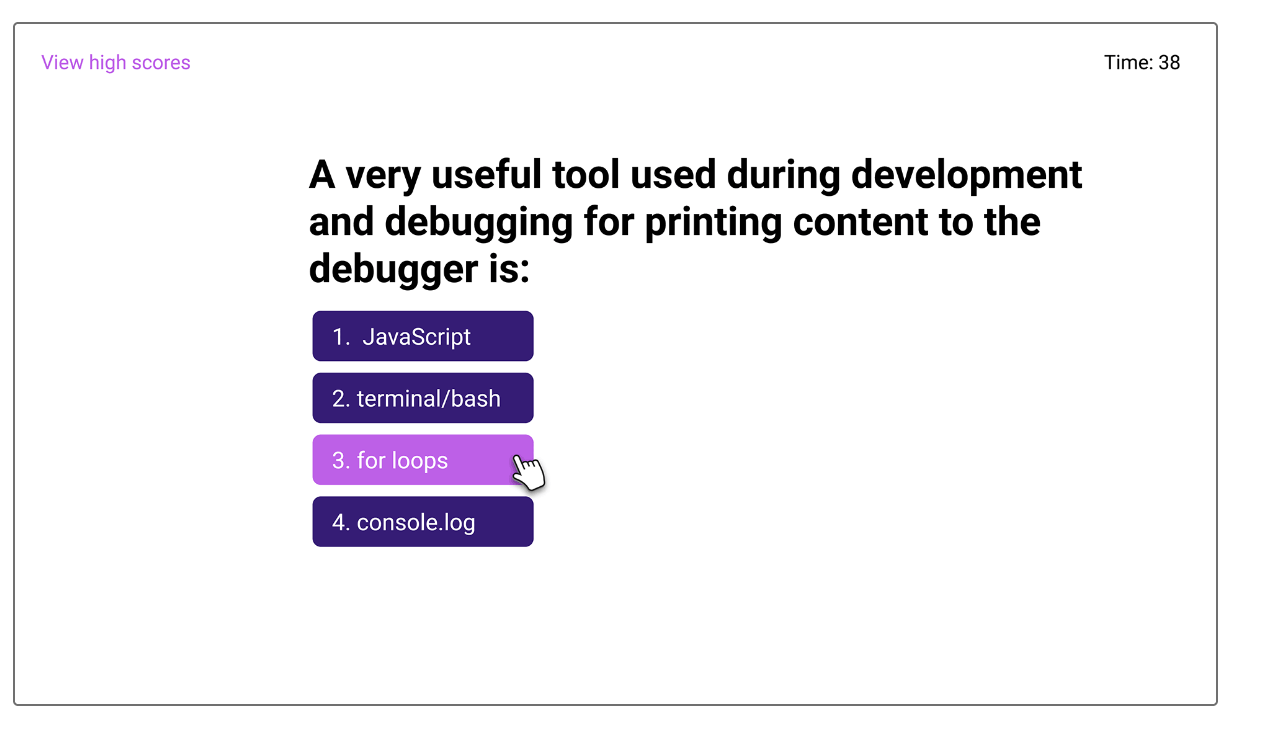 View high scores
Time: 38
A very useful tool used during development
and debugging for printing content to the
debugger is:
1. JavaScript
2. terminal/bash
3. for loops
4. console.log